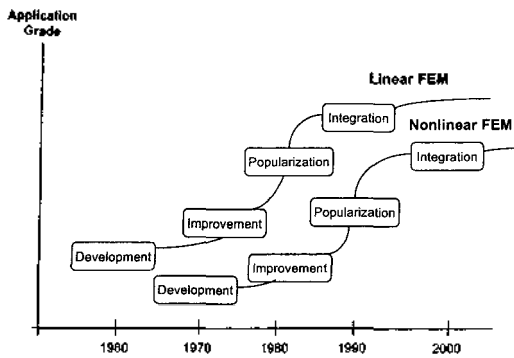 Application
Grade
Linear FEM
Integration
Nonlinear FEM
Popularization
Integration
Improvement
Popularization
Development
Improvement
Development
1960 1970 1980 1990 2000